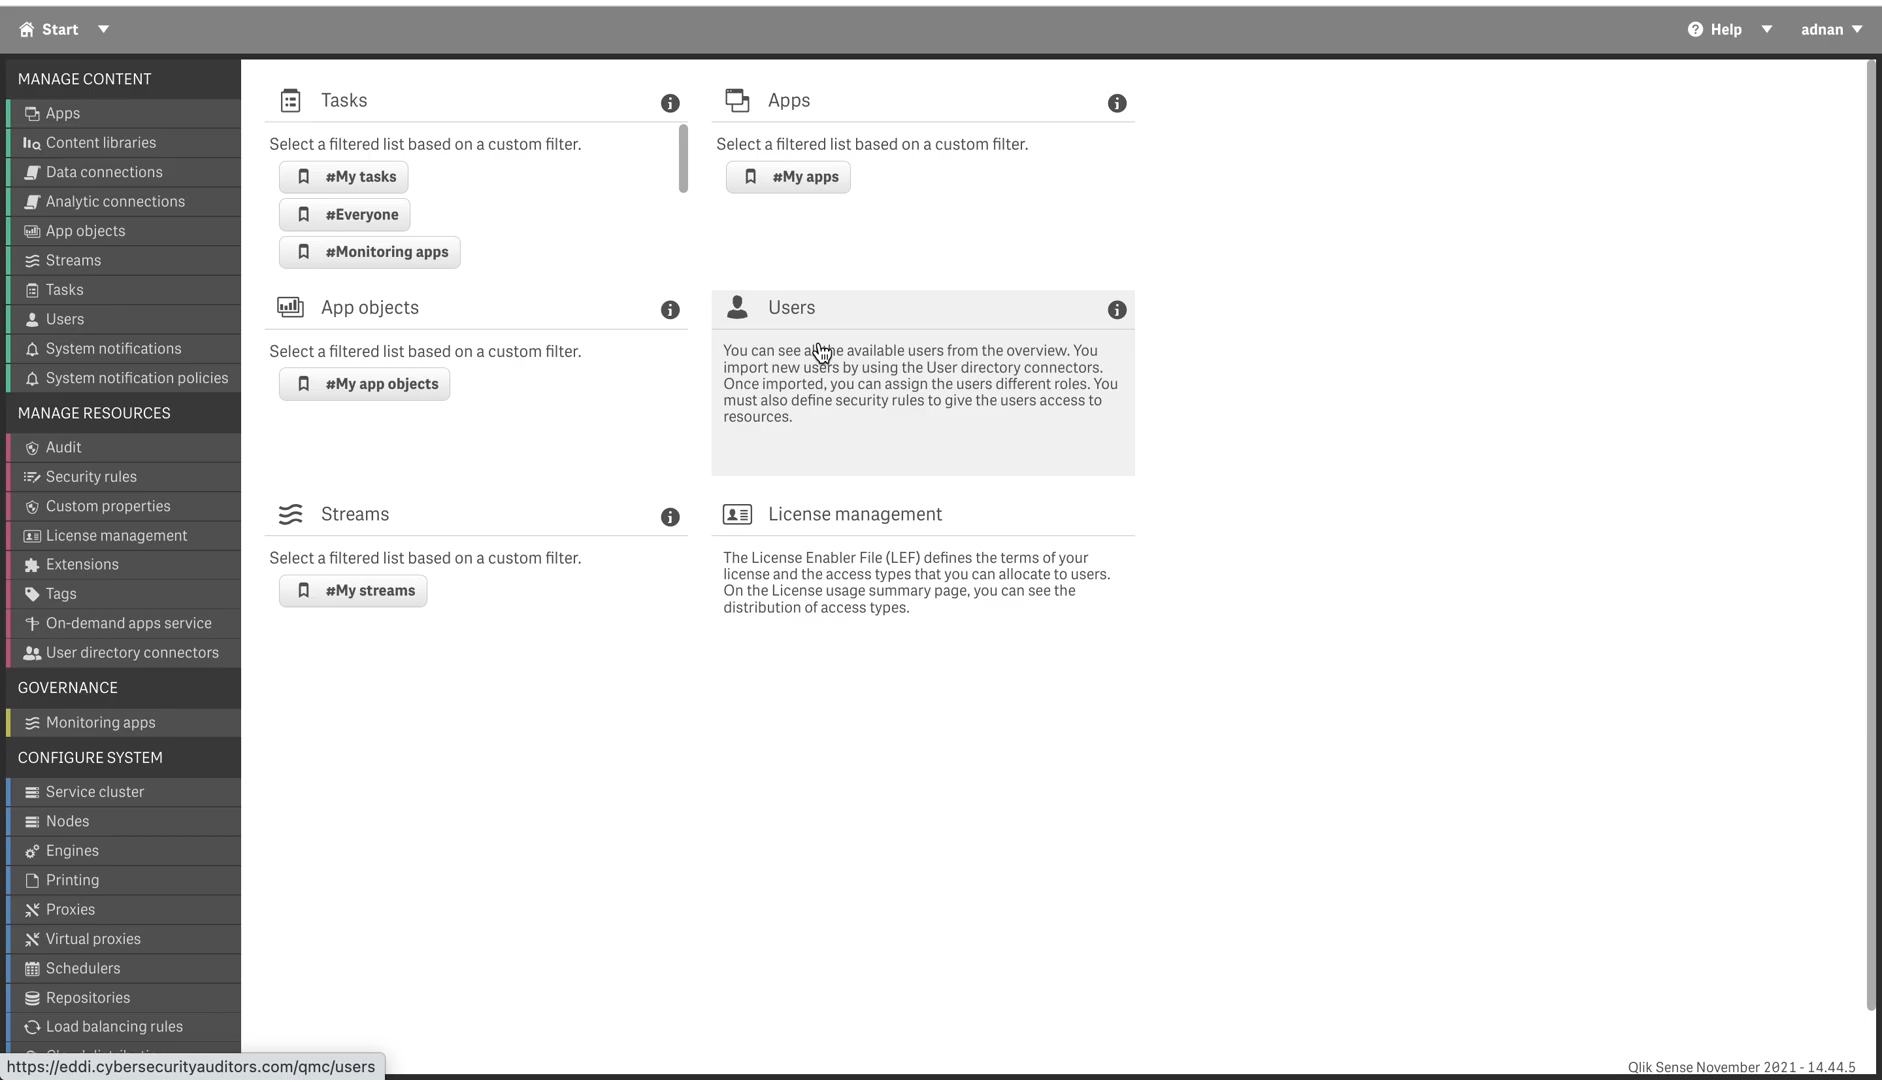 Start
Help
adnan
MANAGE CONTENT
Apps
Content libraries
Data connections
Analytic connections
App objects
Streams
Tasks
Users
System notifications
System notification policies
MANAGE RESOURCES
Audit
Security rules
Custom properties
License management
Extensions
Tags
On-demand apps service
User directory connectors
GOVERNANCE
Monitoring apps
CONFIGURE SYSTEM
Service cluster
Nodes
Engines
Printing
Proxies
Virtual proxies
Schedulers
Repositories
Load balancing rules
https://eddi.cybersecurityauditors.com/qmc/users
Tasks
Select a filtered list based on a custom filter.
#My tasks
#Everyone
#Monitoring apps
Apps
Select a filtered list based on a custom filter.
#My apps
App objects
Select a filtered list based on a custom filter.
#My app objects
Users
You can see the available users from the overview. You
import new users by using the User directory connectors.
Once imported, you can assign the users different roles. You
must also define security rules to give the users access to
resources.
Streams
Select a filtered list based on a custom filter.
#My streams
License management
The License Enabler File (LEF) defines the terms of your
license and the access types that you can allocate to users.
On the License usage summary page, you can see the
distribution of access types.
Qlik Sense November 2021 - 14.44.5